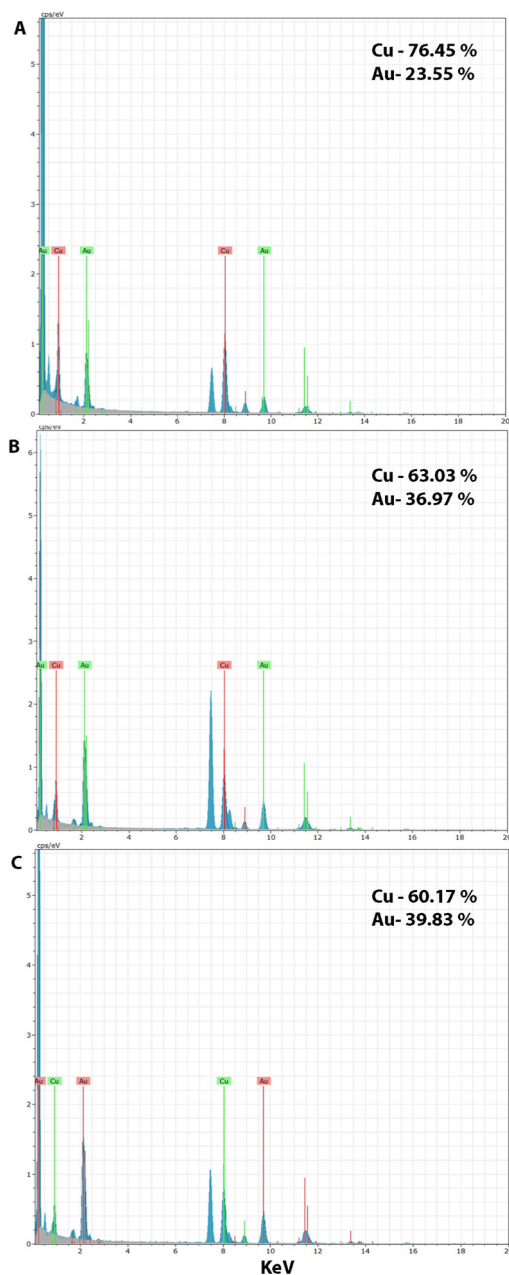 A
cps/eV
Cu - 76.45 %
Au- 23.55 %
5
4
3
2
1
0
Au Cu Au Cu Au
2 4 6 8 10 12 14 16 18 20
B
cps/eV
Cu - 63.03 %
Au- 36.97 %
6
5
4
3
2
1
0
Au Cu Au Cu Au
2 4 6 8 10 12 14 16 18 20
C
cps/eV
Cu - 60.17 %
Au- 39.83 %
5
4
3
2
1
0
Au Cu Au Cu Au
2 4 6 8 10 12 14 16 18 20
KeV